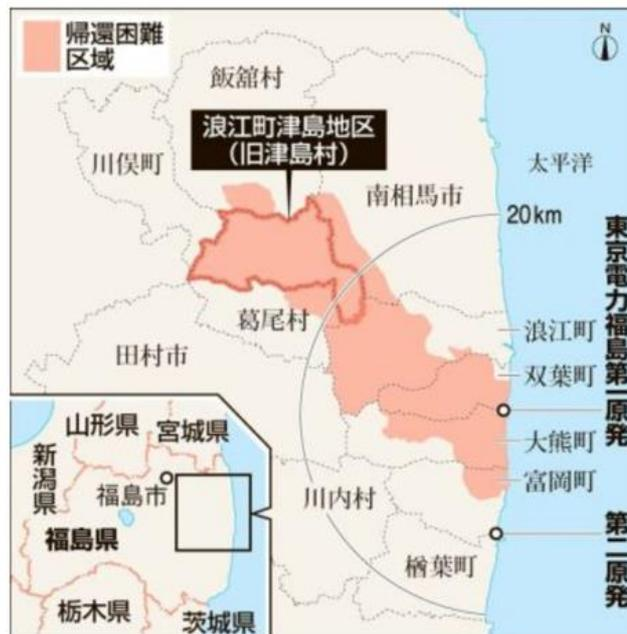 帰還困難
区域
N
飯舘村
浪江町津島地区
（旧津島村）
川俣町
南相馬市
太平洋
20km
東京電力福島第一原発
葛尾村
浪江町
田村市
双葉町
大熊町
富岡町
川内村
楢葉町
第二原発
山形県
宮城県
新潟県
福島市
福島県
栃木県
茨城県